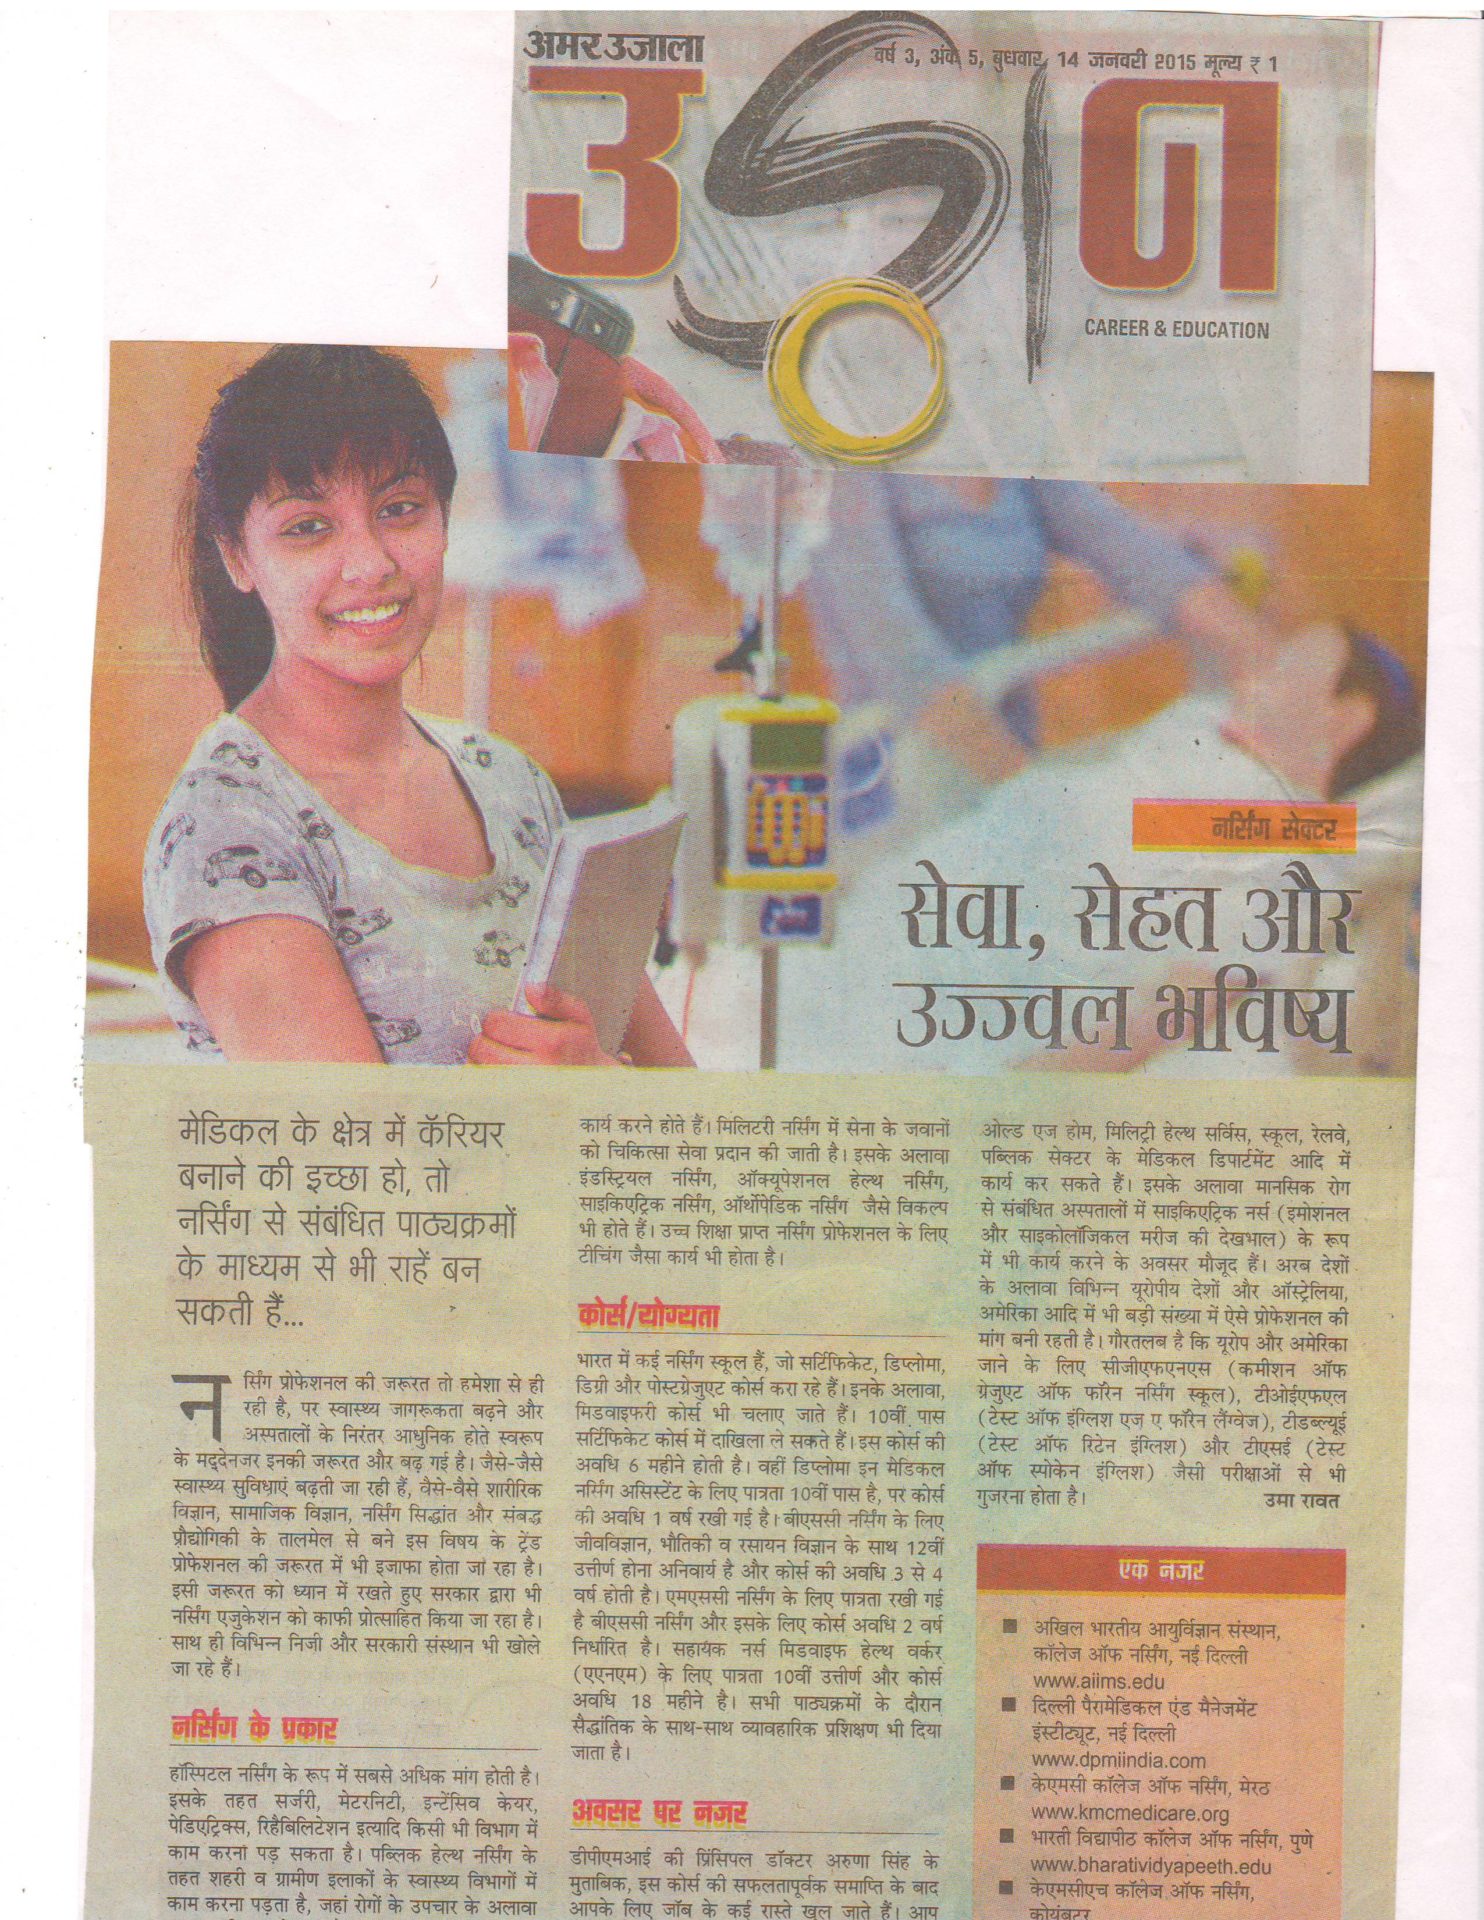 अमर उजाला
वर्ष 3, अंक 5, बुधवार, 14 जनवरी 2015 मूल्य ₹ 1
उड़ान
CAREER & EDUCATION
नर्सिंग सेक्टर
सेवा, सेहत और
उज्ज्वल भविष्य
मेडिकल के क्षेत्र में कॅरियर
बनाने की इच्छा हो, तो
नर्सिंग से संबंधित पाठ्यक्रमों
के माध्यम से भी राहें बन
सकती हैं...
नर्सिंग प्रोफेशनल की जरूरत तो हमेशा से ही
रही है, पर स्वास्थ्य जागरूकता बढ़ने और
अस्पतालों के निरंतर आधुनिक होते स्वरूप
के मद्देनजर इनकी जरूरत और बढ़ गई है। जैसे-जैसे
स्वास्थ्य सुविधाएं बढ़ती जा रही हैं, वैसे-वैसे शारीरिक
विज्ञान, सामाजिक विज्ञान, नर्सिंग सिद्धांत और संबद्ध
प्रौद्योगिकी के तालमेल से बने इस विषय के ट्रेंड
प्रोफेशनल की जरूरत में भी इजाफा होता जा रहा है।
इसी जरूरत को ध्यान में रखते हुए सरकार द्वारा भी
नर्सिंग एजुकेशन को काफी प्रोत्साहित किया जा रहा है।
साथ ही विभिन्न निजी और सरकारी संस्थान भी खोले
जा रहे हैं।
नर्सिंग के प्रकार
हॉस्पिटल नर्सिंग के रूप में सबसे अधिक मांग होती है।
इसके तहत सर्जरी, मेटरनिटी, इन्टेंसिव केयर,
पेडिएट्रिक्स, रिहैबिलिटेशन इत्यादि किसी भी विभाग में
काम करना पड़ सकता है। पब्लिक हेल्थ नर्सिंग के
तहत शहरी व ग्रामीण इलाकों के स्वास्थ्य विभागों में
काम करना पड़ता है, जहां रोगों के उपचार के अलावा
कार्य करने होते हैं। मिलिटरी नर्सिंग में सेना के जवानों
को चिकित्सा सेवा प्रदान की जाती है। इसके अलावा
इंडस्ट्रियल नर्सिंग, ऑक्यूपेशनल हेल्थ नर्सिंग,
साइकिएट्रिक नर्सिंग, ऑर्थोपेडिक नर्सिंग जैसे विकल्प
भी होते हैं। उच्च शिक्षा प्राप्त नर्सिंग प्रोफेशनल के लिए
टीचिंग जैसा कार्य भी होता है।
कोर्स/योग्यता
भारत में कई नर्सिंग स्कूल हैं, जो सर्टिफिकेट, डिप्लोमा,
डिग्री और पोस्टग्रेजुएट कोर्स करा रहे हैं। इनके अलावा,
मिडवाइफरी कोर्स भी चलाए जाते हैं। 10वीं पास
सर्टिफिकेट कोर्स में दाखिला ले सकते हैं। इस कोर्स की
अवधि 6 महीने होती है। वहीं डिप्लोमा इन मेडिकल
नर्सिंग असिस्टेंट के लिए पात्रता 10वीं पास है, पर कोर्स
की अवधि 1 वर्ष रखी गई है। बीएससी नर्सिंग के लिए
जीवविज्ञान, भौतिकी व रसायन विज्ञान के साथ 12वीं
उत्तीर्ण होना अनिवार्य है और कोर्स की अवधि 3 से 4
वर्ष होती है। एमएससी नर्सिंग के लिए पात्रता रखी गई
है बीएससी नर्सिंग और इसके लिए कोर्स अवधि 2 वर्ष
निर्धारित है। सहायक नर्स मिडवाइफ हेल्थ वर्कर
(एएनएम) के लिए पात्रता 10वीं उत्तीर्ण और कोर्स
अवधि 18 महीने है। सभी पाठ्यक्रमों के दौरान
सैद्धांतिक के साथ-साथ व्यावहारिक प्रशिक्षण भी दिया
जाता है।
अवसर पर नजर
डीपीएमआई की प्रिंसिपल डॉक्टर अरुणा सिंह के
मुताबिक, इस कोर्स की सफलतापूर्वक समाप्ति के बाद
आपके लिए जॉब के कई रास्ते खुल जाते हैं। आप
ओल्ड एज होम, मिलिट्री हेल्थ सर्विस, स्कूल, रेलवे,
पब्लिक सेक्टर के मेडिकल डिपार्टमेंट आदि में
कार्य कर सकते हैं। इसके अलावा मानसिक रोग
से संबंधित अस्पतालों में साइकिएट्रिक नर्स (इमोशनल
और साइकोलॉजिकल मरीज की देखभाल) के रूप
में भी कार्य करने के अवसर मौजूद हैं। अरब देशों
के अलावा विभिन्न यूरोपीय देशों और ऑस्ट्रेलिया,
अमेरिका आदि में भी बड़ी संख्या में ऐसे प्रोफेशनल की
मांग बनी रहती है। गौरतलब है कि यूरोप और अमेरिका
जाने के लिए सीजीएफएनएस (कमीशन ऑफ
ग्रेजुएट ऑफ फॉरेन नर्सिंग स्कूल), टीओईएफएल
(टेस्ट ऑफ इंग्लिश एज ए फॉरेन लैंग्वेज), टीडब्ल्यूई
(टेस्ट ऑफ रिटेन इंग्लिश) और टीएसई (टेस्ट
ऑफ स्पोकेन इंग्लिश) जैसी परीक्षाओं से भी
गुजरना होता है।
उमा रावत
एक नजर
■ अखिल भारतीय आयुर्विज्ञान संस्थान,
कॉलेज ऑफ नर्सिंग, नई दिल्ली
www.aiims.edu
■ दिल्ली पैरामेडिकल एंड मैनेजमेंट
इंस्टीट्यूट, नई दिल्ली
www.dpmiindia.com
■ केएमसी कॉलेज ऑफ नर्सिंग, मेरठ
www.kmcmedicare.org
■ भारती विद्यापीठ कॉलेज ऑफ नर्सिंग, पुणे
www.bharatividyapeeth.edu
■ केएमसीएच कॉलेज ऑफ नर्सिंग,
कोयंबटूर